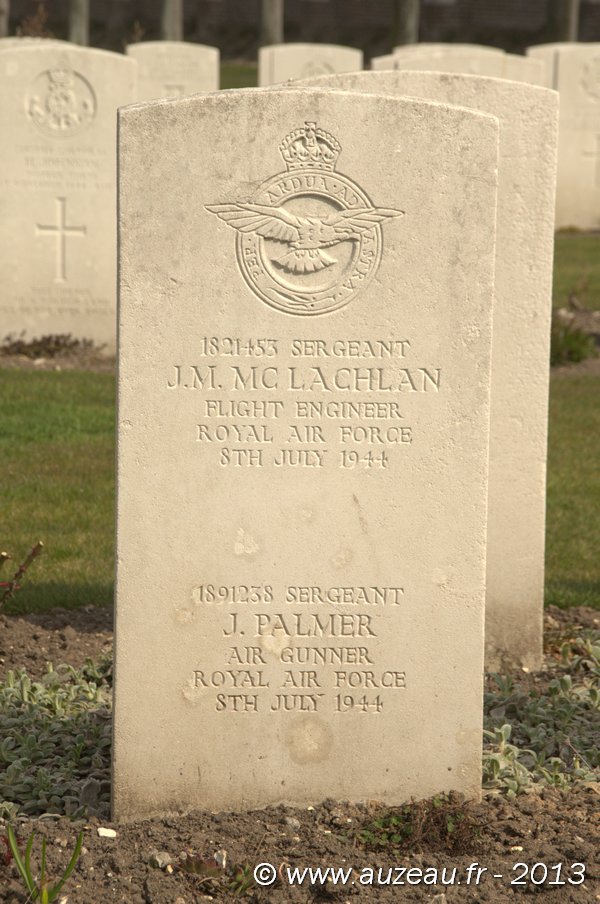 PER · ARDUA · AD · ASTRA
1821453 SERGEANT
J.M. MC LACHLAN
FLIGHT ENGINEER
ROYAL AIR FORCE
8TH JULY 1944
1891238 SERGEANT
J. PALMER
AIR GUNNER
ROYAL AIR FORCE
8TH JULY 1944
© www.auzeau.fr - 2013